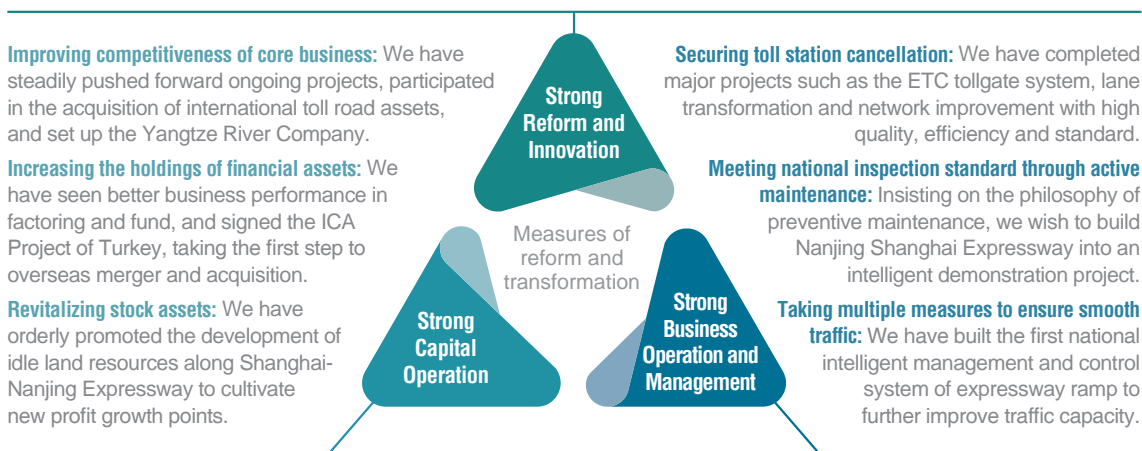 Improving competitiveness of core business: We have
steadily pushed forward ongoing projects, participated
in the acquisition of international toll road assets,
and set up the Yangtze River Company.
Increasing the holdings of financial assets: We
have seen better business performance in
factoring and fund, and signed the ICA
Project of Turkey, taking the first step to
overseas merger and acquisition.
Revitalizing stock assets: We have
orderly promoted the development of
idle land resources along Shanghai-
Nanjing Expressway to cultivate
new profit growth points.
Strong
Reform and
Innovation
Measures of
reform and
transformation
Strong
Capital
Operation
Strong
Business
Operation and
Management
Securing toll station cancellation: We have completed
major projects such as the ETC tollgate system, lane
transformation and network improvement with high
quality, efficiency and standard.
Meeting national inspection standard through active
maintenance: Insisting on the philosophy of
preventive maintenance, we wish to build
Nanjing Shanghai Expressway into an
intelligent demonstration project.
Taking multiple measures to ensure smooth
traffic: We have built the first national
intelligent management and control
system of expressway ramp to
further improve traffic capacity.